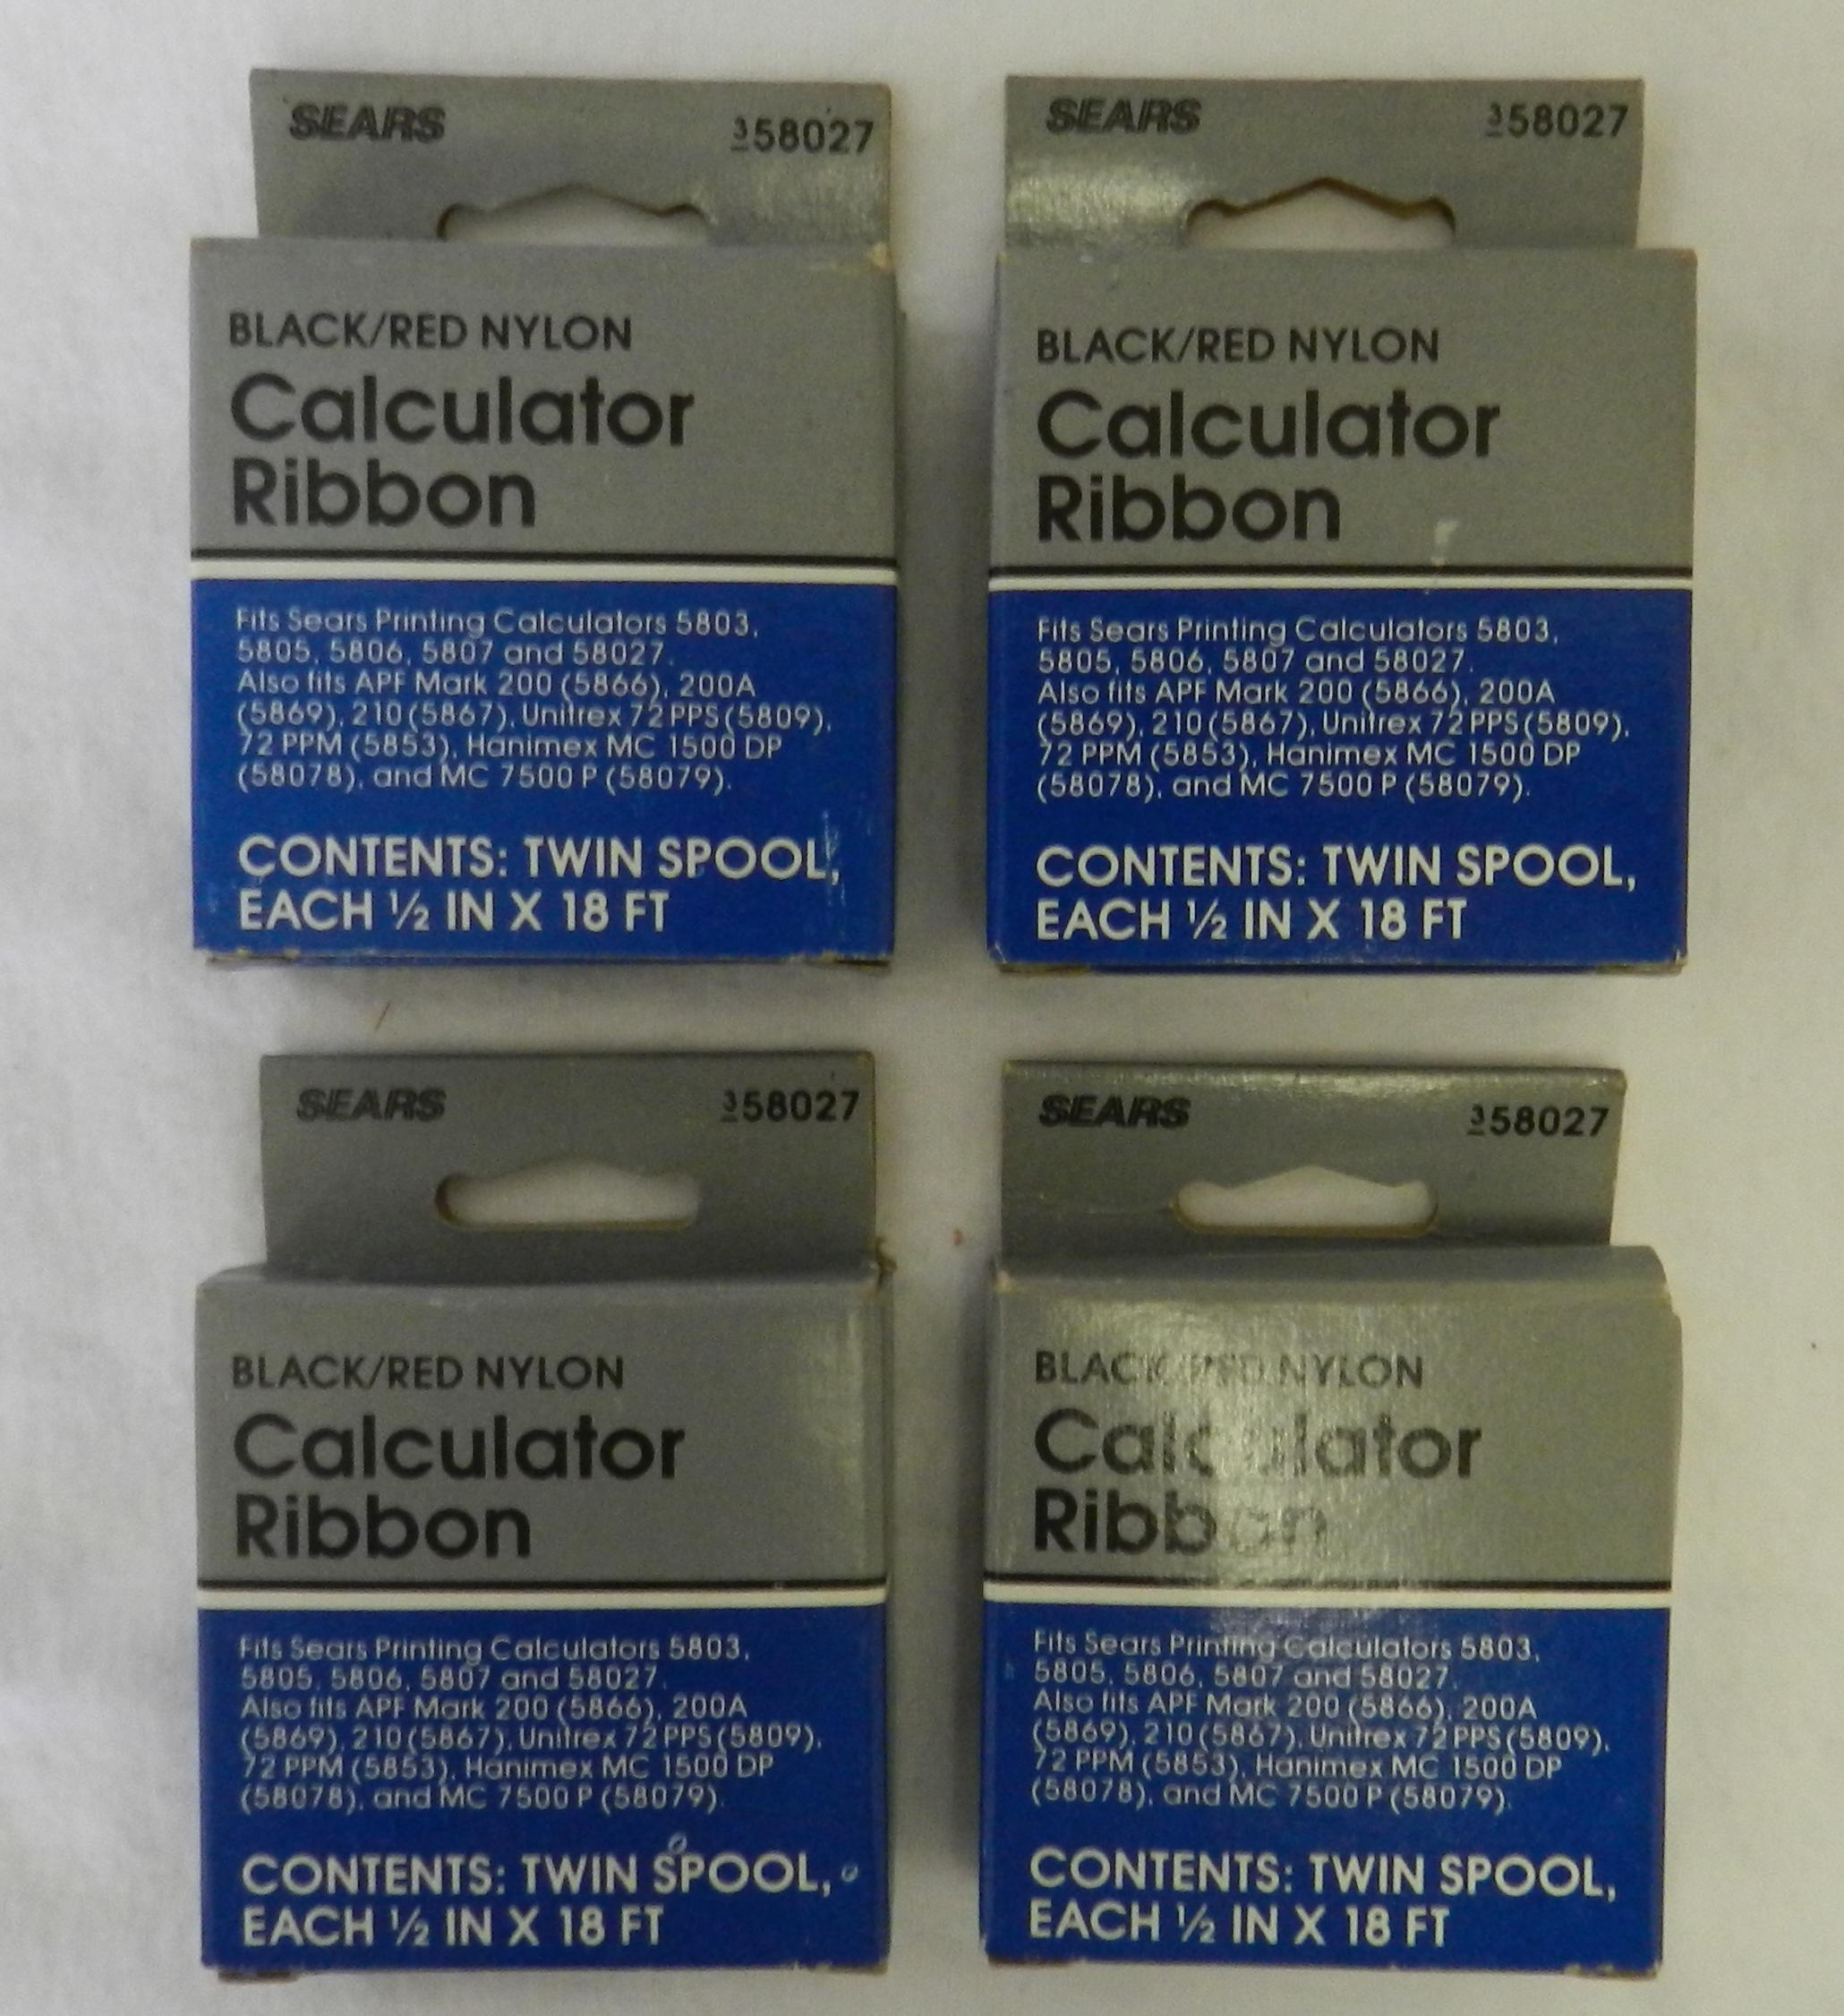 SEARS 358027
BLACK/RED NYLON
Calculator
Ribbon
Fits Sears Printing Calculators 5803,
5805, 5806, 5807 and 58027.
Also fits APF Mark 200 (5866), 200A
(5869), 210 (5867), Unitrex 72 PPS (5809),
72 PPM (5853), Hanimex MC 1500 DP
(58078), and MC 7500 P (58079).
CONTENTS: TWIN SPOOL,
EACH ½ IN X 18 FT
SEARS 358027
BLACK/RED NYLON
Calculator
Ribbon
Fits Sears Printing Calculators 5803,
5805, 5806, 5807 and 58027.
Also fits APF Mark 200 (5866), 200A
(5869), 210 (5867), Unitrex 72 PPS (5809),
72 PPM (5853), Hanimex MC 1500 DP
(58078), and MC 7500 P (58079).
CONTENTS: TWIN SPOOL,
EACH ½ IN X 18 FT
SEARS 358027
BLACK/RED NYLON
Calculator
Ribbon
Fits Sears Printing Calculators 5803,
5805, 5806, 5807 and 58027.
Also fits APF Mark 200 (5866), 200A
(5869), 210 (5867), Unitrex 72 PPS (5809),
72 PPM (5853), Hanimex MC 1500 DP
(58078), and MC 7500 P (58079).
CONTENTS: TWIN SPOOL,
EACH ½ IN X 18 FT
SEARS 358027
BLACK/RED NYLON
Calculator
Ribbon
Fits Sears Printing Calculators 5803,
5805, 5806, 5807 and 58027.
Also fits APF Mark 200 (5866), 200A
(5869), 210 (5867), Unitrex 72 PPS (5809),
72 PPM (5853), Hanimex MC 1500 DP
(58078), and MC 7500 P (58079).
CONTENTS: TWIN SPOOL,
EACH ½ IN X 18 FT